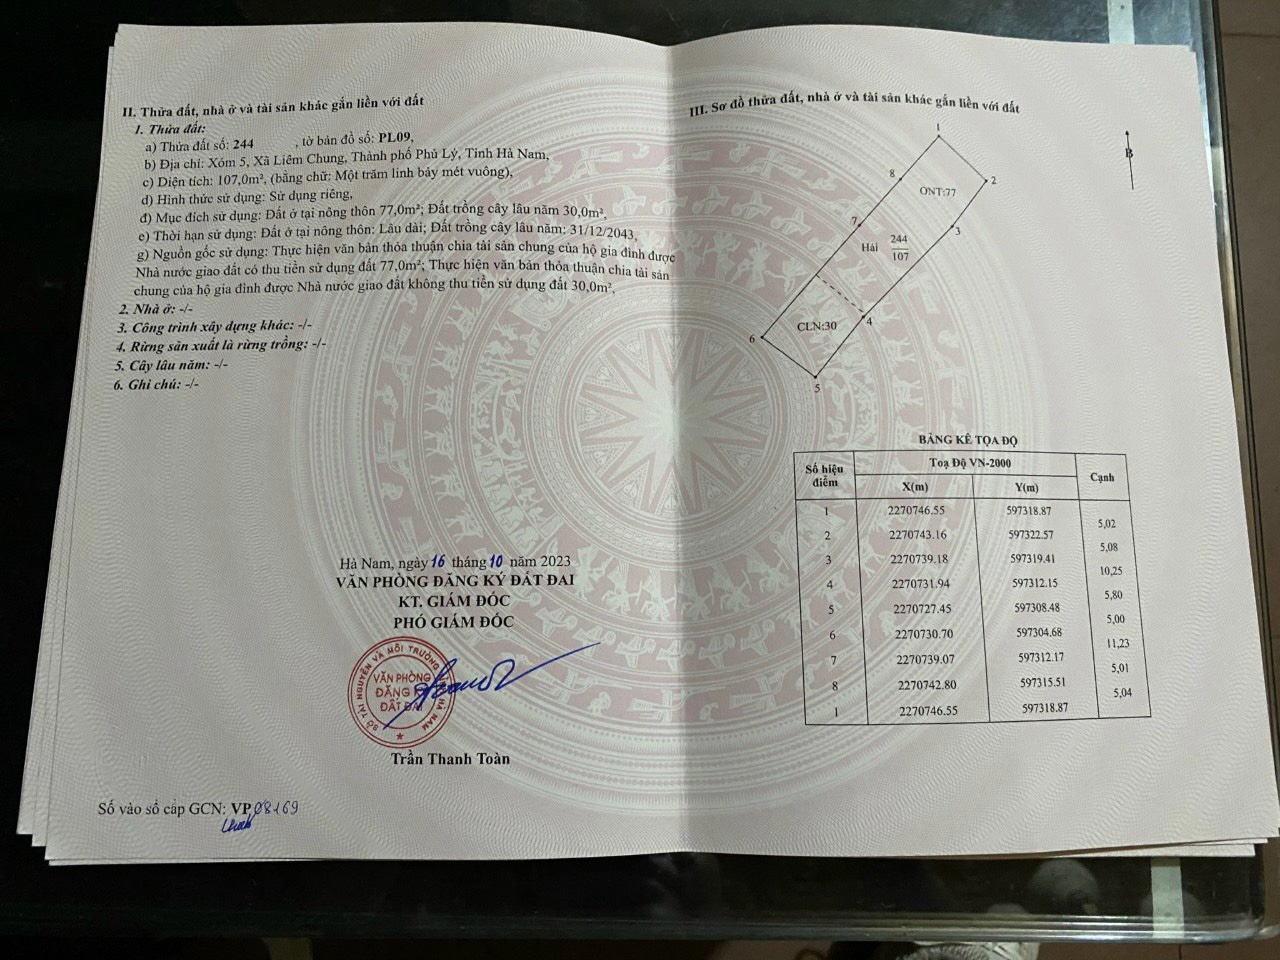 II. Thửa đất, nhà ở và tài sản khác gắn liền với đất
1. Thửa đất:
a) Thửa đất số: 244 , tờ bản đồ số: PL09,
b) Địa chỉ: Xóm 5, Xã Liêm Chung, Thành phố Phủ Lý, Tỉnh Hà Nam,
c) Diện tích: 107,0m², (bằng chữ: Một trăm linh bảy mét vuông),
d) Hình thức sử dụng: Sử dụng riêng,
đ) Mục đích sử dụng: Đất ở tại nông thôn 77,0m²; Đất trồng cây lâu năm 30,0m²,
e) Thời hạn sử dụng: Đất ở tại nông thôn: Lâu dài; Đất trồng cây lâu năm: 31/12/2043,
g) Nguồn gốc sử dụng: Thực hiện văn bản thỏa thuận chia tài sản chung của hộ gia đình được
Nhà nước giao đất có thu tiền sử dụng đất 77,0m²; Thực hiện văn bản thỏa thuận chia tài sản
chung của hộ gia đình được Nhà nước giao đất không thu tiền sử dụng đất 30,0m²,
2. Nhà ở: -/-
3. Công trình xây dựng khác: -/-
4. Rừng sản xuất là rừng trồng: -/-
5. Cây lâu năm: -/-
6. Ghi chú: -/-
Hà Nam, ngày 16 tháng 10 năm 2023
VĂN PHÒNG ĐĂNG KÝ ĐẤT ĐAI
KT. GIÁM ĐỐC
PHÓ GIÁM ĐỐC
SỞ TÀI NGUYÊN VÀ MÔI TRƯỜNG HÀ NAM
VĂN PHÒNG
ĐĂNG
ĐẤT ĐAI
Trần Thanh Toàn
Số vào sổ cấp GCN: VP 08169
III. Sơ đồ thửa đất, nhà ở và tài sản khác gắn liền với đất
1
B
8
ONT:77
2
7
3
Hải 244
107
4
CLN:30
6
5
BẢNG KÊ TỌA ĐỘ
Số hiệu điểm Toạ Độ VN-2000 Cạnh
X(m) Y(m)
1 2270746.55 597318.87
5,02
2 2270743.16 597322.57
5,08
3 2270739.18 597319.41
10,25
4 2270731.94 597312.15
5,80
5 2270727.45 597308.48
5,00
6 2270730.70 597304.68
11,23
7 2270739.07 597312.17
5,01
8 2270742.80 597315.51
5,04
1 2270746.55 597318.87